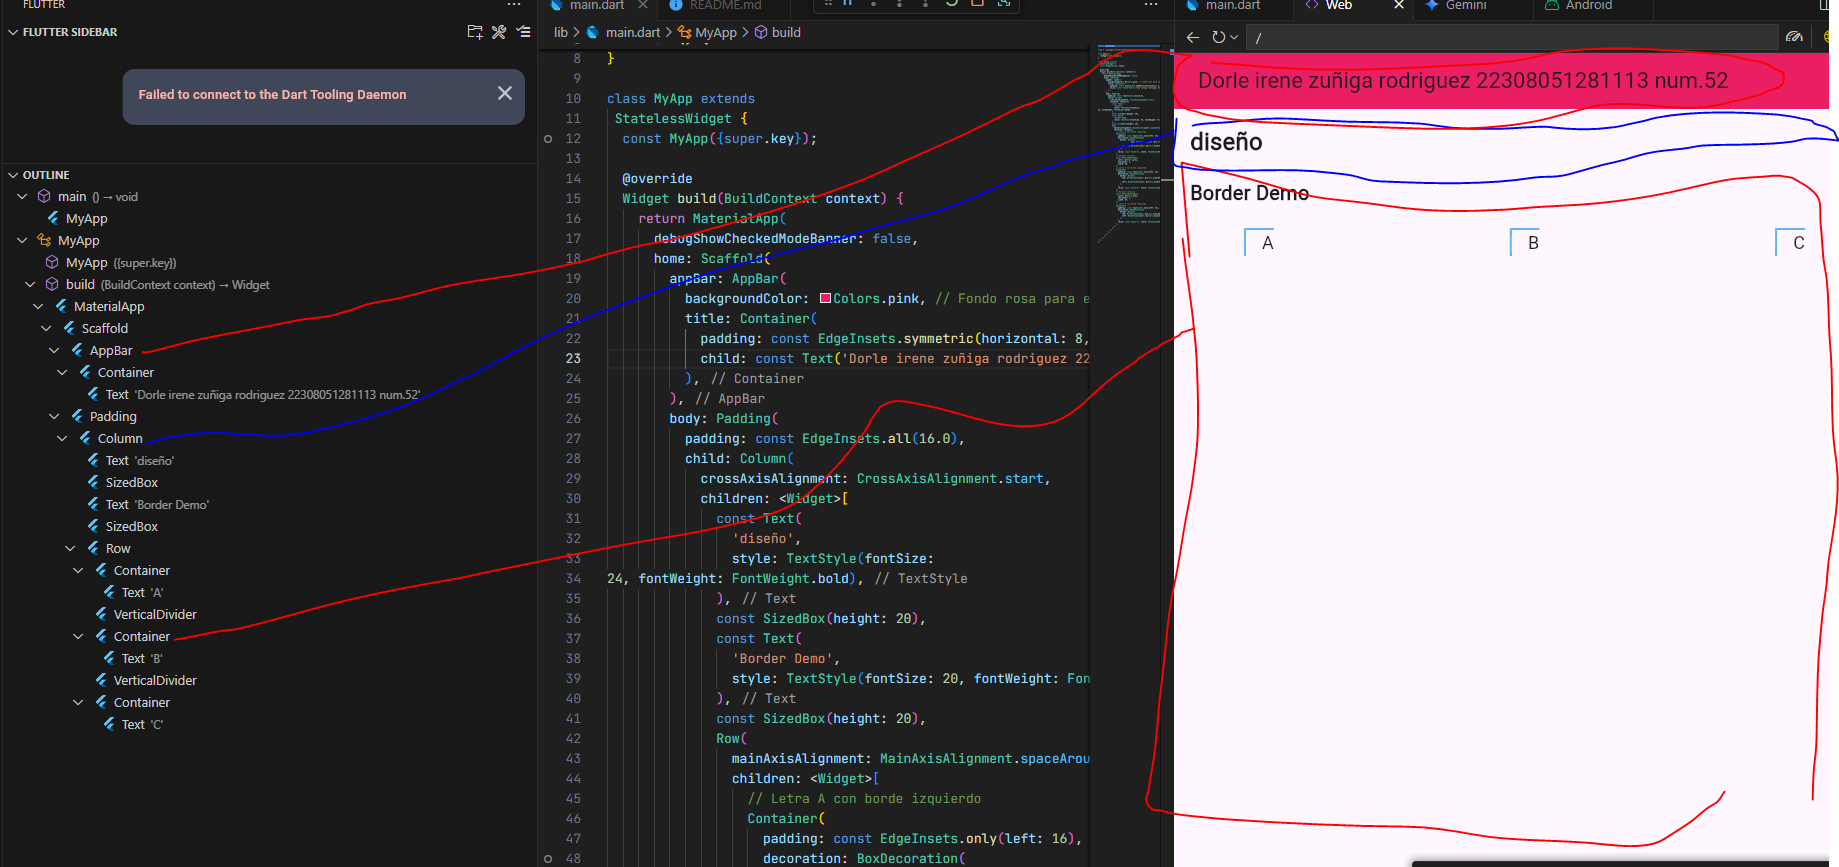 FLUTTER
FLUTTER SIDEBAR
Failed to connect to the Dart Tooling Daemon
OUTLINE
main () → void
MyApp
MyApp
MyApp ({super.key})
build (BuildContext context) → Widget
MaterialApp
Scaffold
AppBar
Container
Text 'Dorle irene zuñiga rodriguez 22308051281113 num.52'
Padding
Column
Text 'diseño'
SizedBox
Text 'Border Demo'
SizedBox
Row
Container
Text 'A'
VerticalDivider
Container
Text 'B'
VerticalDivider
Container
Text 'C'
main.dart
README.md
lib > main.dart > MyApp > build
8 }
9
10 class MyApp extends
11 StatelessWidget {
12 const MyApp({super.key});
13
14 @override
15 Widget build(BuildContext context) {
16 return MaterialApp(
17 debugShowCheckedModeBanner: false,
18 home: Scaffold(
19 appBar: AppBar(
20 backgroundColor: Colors.pink, // Fondo rosa para e
21 title: Container(
22 padding: const EdgeInsets.symmetric(horizontal: 8,
23 child: const Text('Dorle irene zuñiga rodriguez 22
24 ), // Container
25 ), // AppBar
26 body: Padding(
27 padding: const EdgeInsets.all(16.0),
28 child: Column(
29 crossAxisAlignment: CrossAxisAlignment.start,
30 children: <Widget>[
31 const Text(
32 'diseño',
33 style: TextStyle(fontSize:
34 24, fontWeight: FontWeight.bold), // TextStyle
35 ), // Text
36 const SizedBox(height: 20),
37 const Text(
38 'Border Demo',
39 style: TextStyle(fontSize: 20, fontWeight: Fon
40 ), // Text
41 const SizedBox(height: 20),
42 Row(
43 mainAxisAlignment: MainAxisAlignment.spaceArou
44 children: <Widget>[
45 // Letra A con borde izquierdo
46 Container(
47 padding: const EdgeInsets.only(left: 16),
48 decoration: BoxDecoration(
main.dart
Web
Gemini
Android
/
Dorle irene zuñiga rodriguez 22308051281113 num.52
diseño
Border Demo
A B C